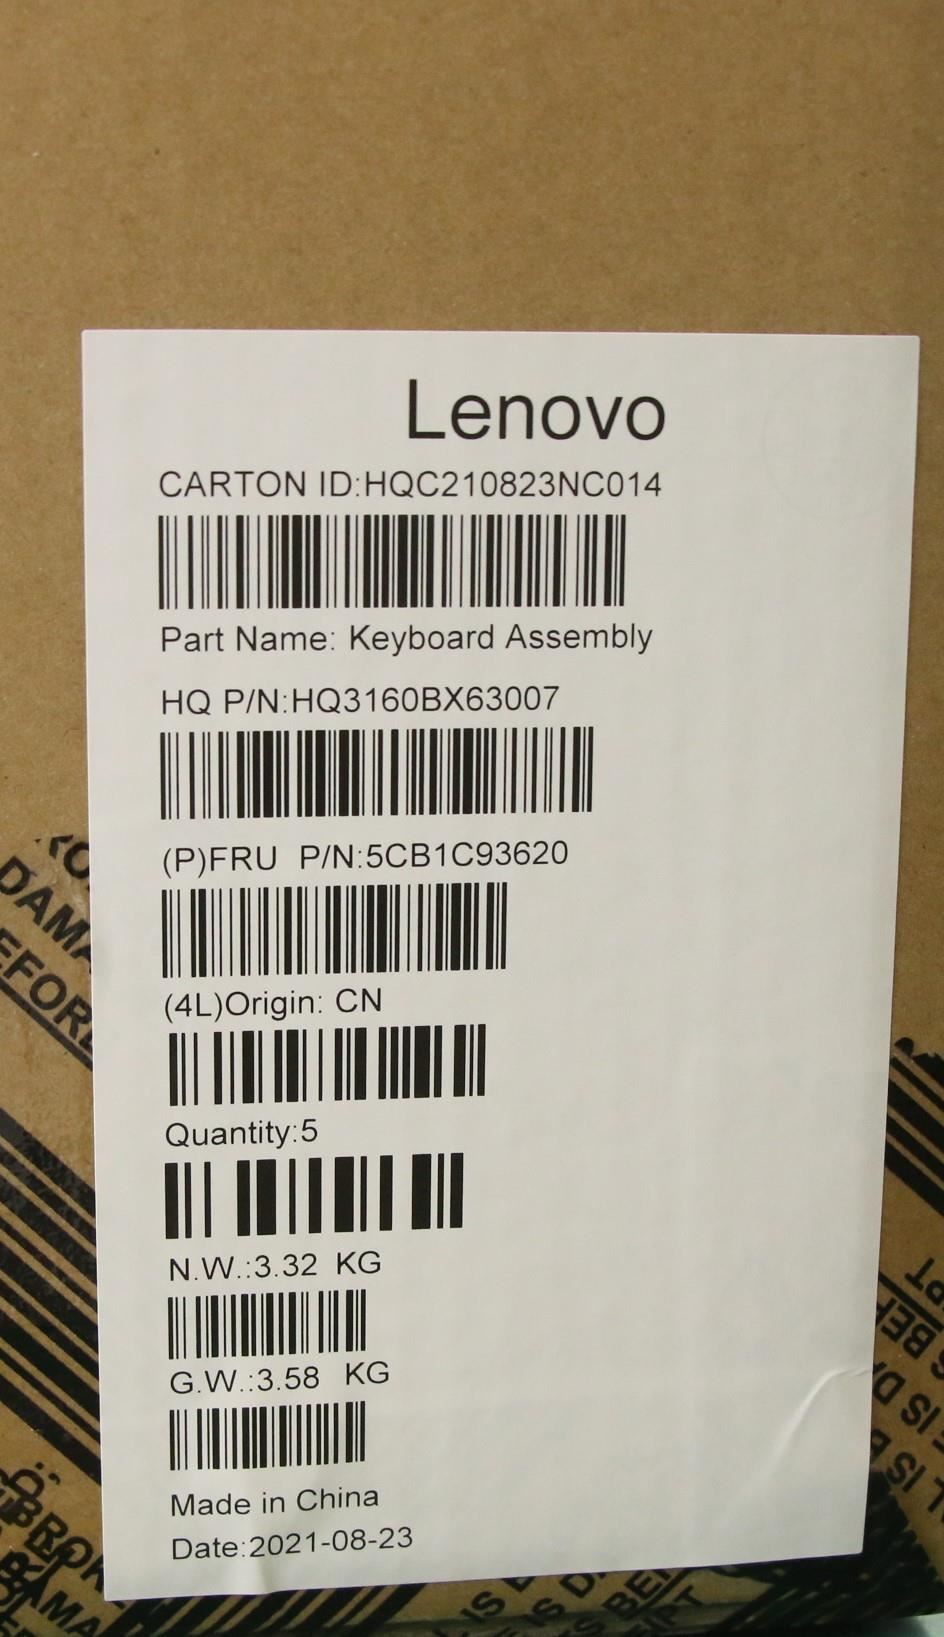 Lenovo
CARTON ID:HQC210823NC014
Part Name: Keyboard Assembly
HQ P/N:HQ3160BX63007
(P)FRU P/N:5CB1C93620
(4L)Origin: CN
Quantity:5
N.W.:3.32 KG
G.W.:3.58 KG
Made in China
Date:2021-08-23